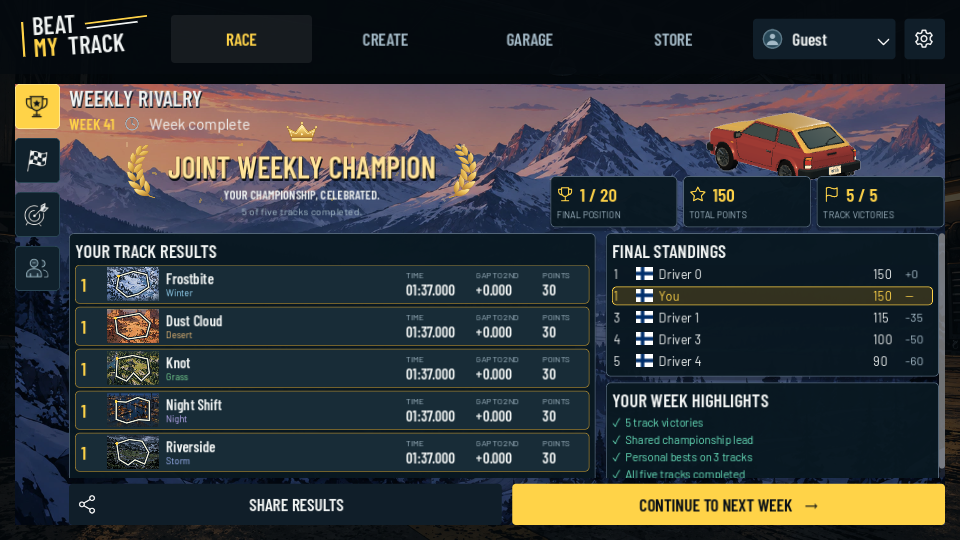 BEAT
MY TRACK
RACE
CREATE
GARAGE
STORE
Guest
WEEKLY RIVALRY
WEEK 41 Week complete
JOINT WEEKLY CHAMPION
YOUR CHAMPIONSHIP, CELEBRATED.
5 of five tracks completed.
1 / 20
FINAL POSITION
150
TOTAL POINTS
5 / 5
TRACK VICTORIES
YOUR TRACK RESULTS
1 Frostbite Winter TIME 01:37.000 GAP TO 2ND +0.000 POINTS 30
1 Dust Cloud Desert TIME 01:37.000 GAP TO 2ND +0.000 POINTS 30
1 Knot Grass TIME 01:37.000 GAP TO 2ND +0.000 POINTS 30
1 Night Shift Night TIME 01:37.000 GAP TO 2ND +0.000 POINTS 30
1 Riverside Storm TIME 01:37.000 GAP TO 2ND +0.000 POINTS 30
FINAL STANDINGS
1 Driver 0 150 +0
1 You 150 –
3 Driver 1 115 -35
4 Driver 3 100 -50
5 Driver 4 90 -60
YOUR WEEK HIGHLIGHTS
✓ 5 track victories
✓ Shared championship lead
✓ Personal bests on 3 tracks
✓ All five tracks completed
SHARE RESULTS
CONTINUE TO NEXT WEEK →